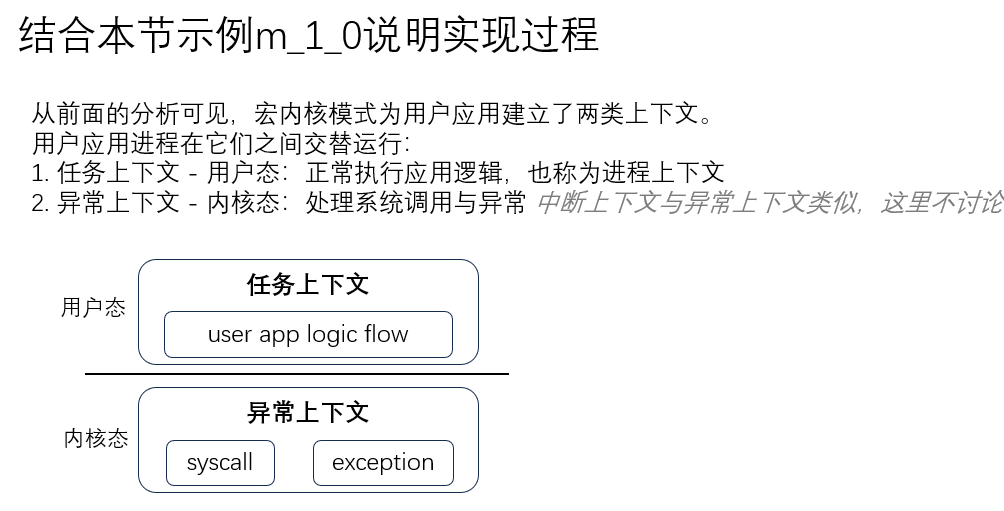 结合本节示例m_1_0说明实现过程
从前面的分析可见，宏内核模式为用户应用建立了两类上下文。
用户应用进程在它们之间交替运行：
1. 任务上下文 - 用户态：正常执行应用逻辑，也称为进程上下文
2. 异常上下文 - 内核态：处理系统调用与异常 中断上下文与异常上下文类似，这里不讨论
任务上下文
用户态
user app logic flow
异常上下文
内核态
syscall
exception